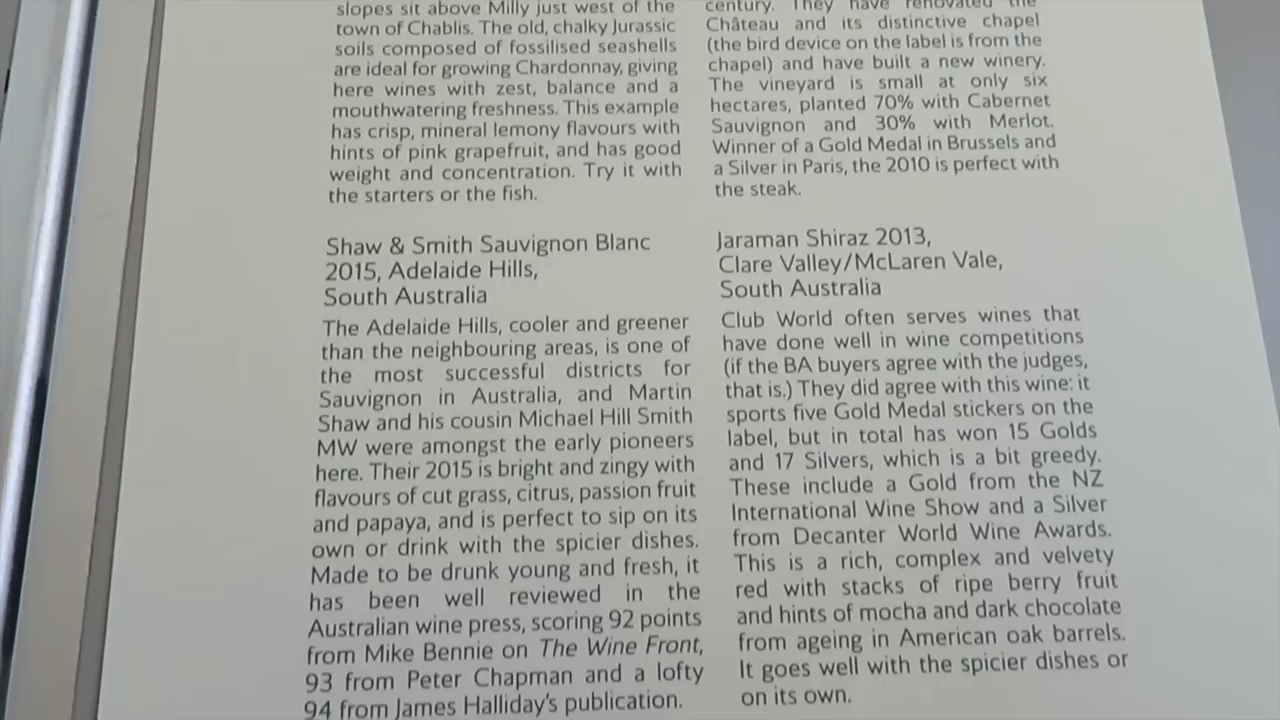 slopes sit above Milly just west of the
town of Chablis. The old, chalky Jurassic
soils composed of fossilised seashells
are ideal for growing Chardonnay, giving
here wines with zest, balance and a
mouthwatering freshness. This example
has crisp, mineral lemony flavours with
hints of pink grapefruit, and has good
weight and concentration. Try it with
the starters or the fish.
Shaw & Smith Sauvignon Blanc
2015, Adelaide Hills,
South Australia
The Adelaide Hills, cooler and greener
than the neighbouring areas, is one of
the most successful districts for
Sauvignon in Australia, and Martin
Shaw and his cousin Michael Hill Smith
MW were amongst the early pioneers
here. Their 2015 is bright and zingy with
flavours of cut grass, citrus, passion fruit
and papaya, and is perfect to sip on its
own or drink with the spicier dishes.
Made to be drunk young and fresh, it
has been well reviewed in the
Australian wine press, scoring 92 points
from Mike Bennie on The Wine Front,
93 from Peter Chapman and a lofty
94 from James Halliday's publication.
century. They have renovated the
Château and its distinctive chapel
(the bird device on the label is from the
chapel) and have built a new winery.
The vineyard is small at only six
hectares, planted 70% with Cabernet
Sauvignon and 30% with Merlot.
Winner of a Gold Medal in Brussels and
a Silver in Paris, the 2010 is perfect with
the steak.
Jaraman Shiraz 2013,
Clare Valley/McLaren Vale,
South Australia
Club World often serves wines that
have done well in wine competitions
(if the BA buyers agree with the judges,
that is.) They did agree with this wine: it
sports five Gold Medal stickers on the
label, but in total has won 15 Golds
and 17 Silvers, which is a bit greedy.
These include a Gold from the NZ
International Wine Show and a Silver
from Decanter World Wine Awards.
This is a rich, complex and velvety
red with stacks of ripe berry fruit
and hints of mocha and dark chocolate
from ageing in American oak barrels.
It goes well with the spicier dishes or
on its own.